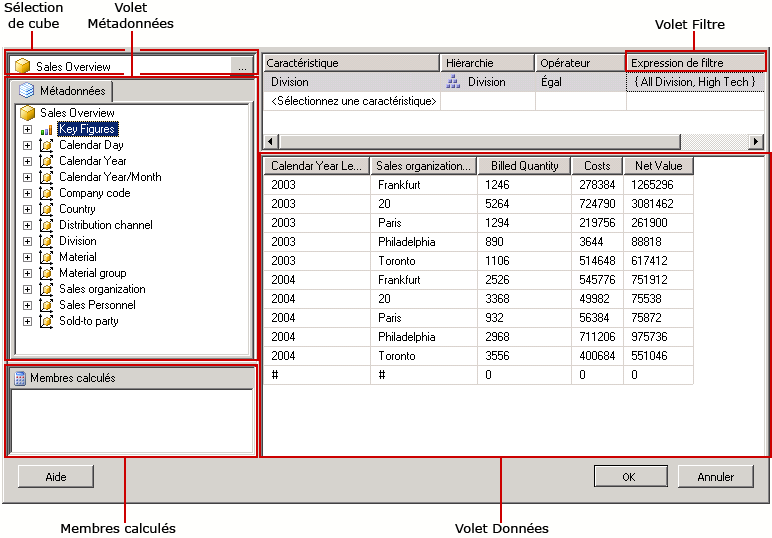 Sélection de cube
Volet Métadonnées
Volet Filtre
Sales Overview
...
Caractéristique Hiérarchie Opérateur Expression de filtre
Division Division Égal { All Division, High Tech }
<Sélectionnez une caractéristique>
Métadonnées
Sales Overview
Key Figures
Calendar Day
Calendar Year
Calendar Year/Month
Company code
Country
Distribution channel
Division
Material
Material group
Sales organization
Sales Personnel
Sold-to party
Calendar Year Le... Sales organization... Billed Quantity Costs Net Value
2003 Frankfurt 1246 278384 1265296
2003 20 5264 724790 3081462
2003 Paris 1294 219756 261900
2003 Philadelphia 890 3644 88818
2003 Toronto 1106 514648 617412
2004 Frankfurt 2526 545776 751912
2004 20 3368 49982 75538
2004 Paris 932 56384 75872
2004 Philadelphia 2968 711206 975736
2004 Toronto 3556 400684 551046
# # 0 0 0
Membres calculés
Aide
OK
Annuler
Membres calculés
Volet Données